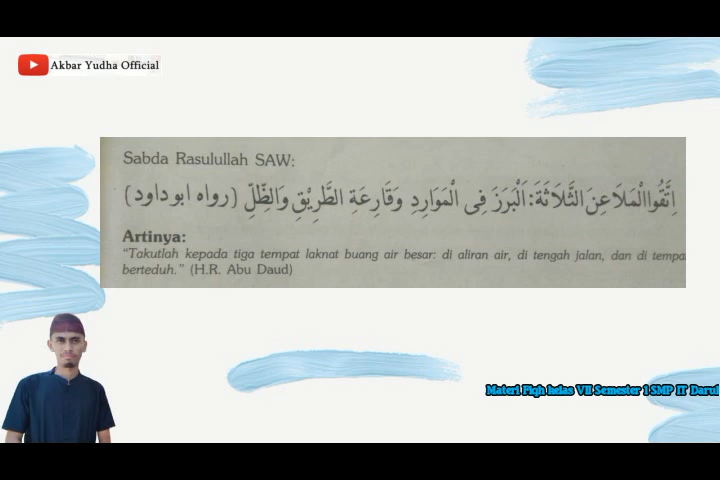 Akbar Yudha Official
Sabda Rasulullah SAW:
اِتَّقُوا الْمَلَاعِنَ الثَّلَاثَةَ: اَلْبَرَزَ فِى الْمَوَارِدِ وَقَارِعَةِ الطَّرِيْقِ وَالظِّلِّ (رواه ابو داود)
Artinya:
"Takutlah kepada tiga tempat laknat buang air besar: di aliran air, di tengah jalan, dan di tempa
berteduh." (H.R. Abu Daud)
Materi Fiqh kelas VII Semester 1 SMP IT Darul